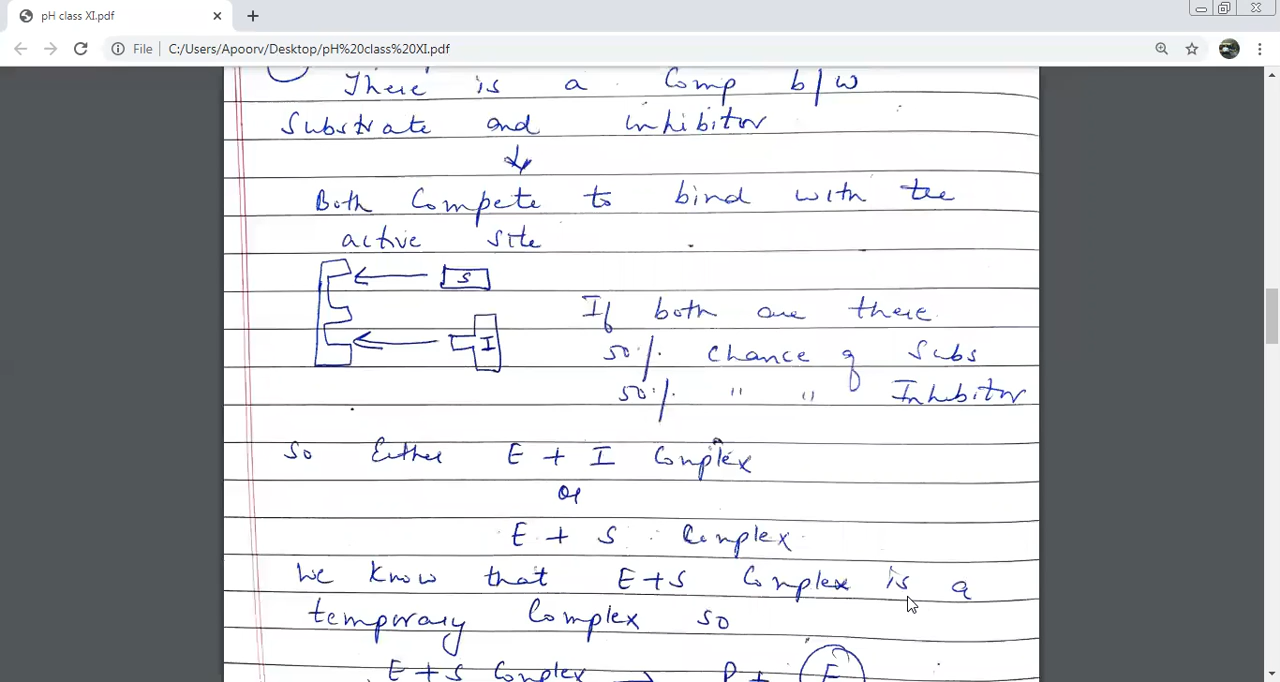 pH class XI.pdf
File | C:/Users/Apoorv/Desktop/pH%20class%20XI.pdf
There is a Comp b/w
Substrate and inhibitor
Both Compete to bind with the
active site
S
I
If both are there
50% Chance of Subs
50% " " Inhibitor
So Either E + I Complex
or
E + S Complex
We know that E+S Complex is a
temporary Complex so
E+S Complex → P + E